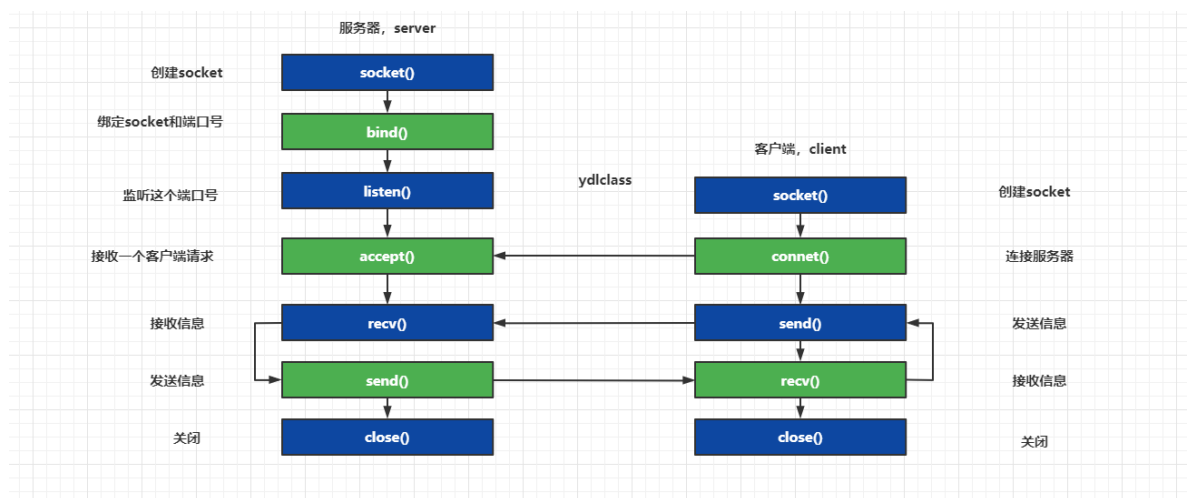 服务器，server
创建socket
socket()
绑定socket和端口号
bind()
监听这个端口号
listen()
接收一个客户端请求
accept()
接收信息
recv()
发送信息
send()
关闭
close()
ydlclass
客户端，client
socket()
创建socket
connet()
连接服务器
send()
发送信息
recv()
接收信息
close()
关闭